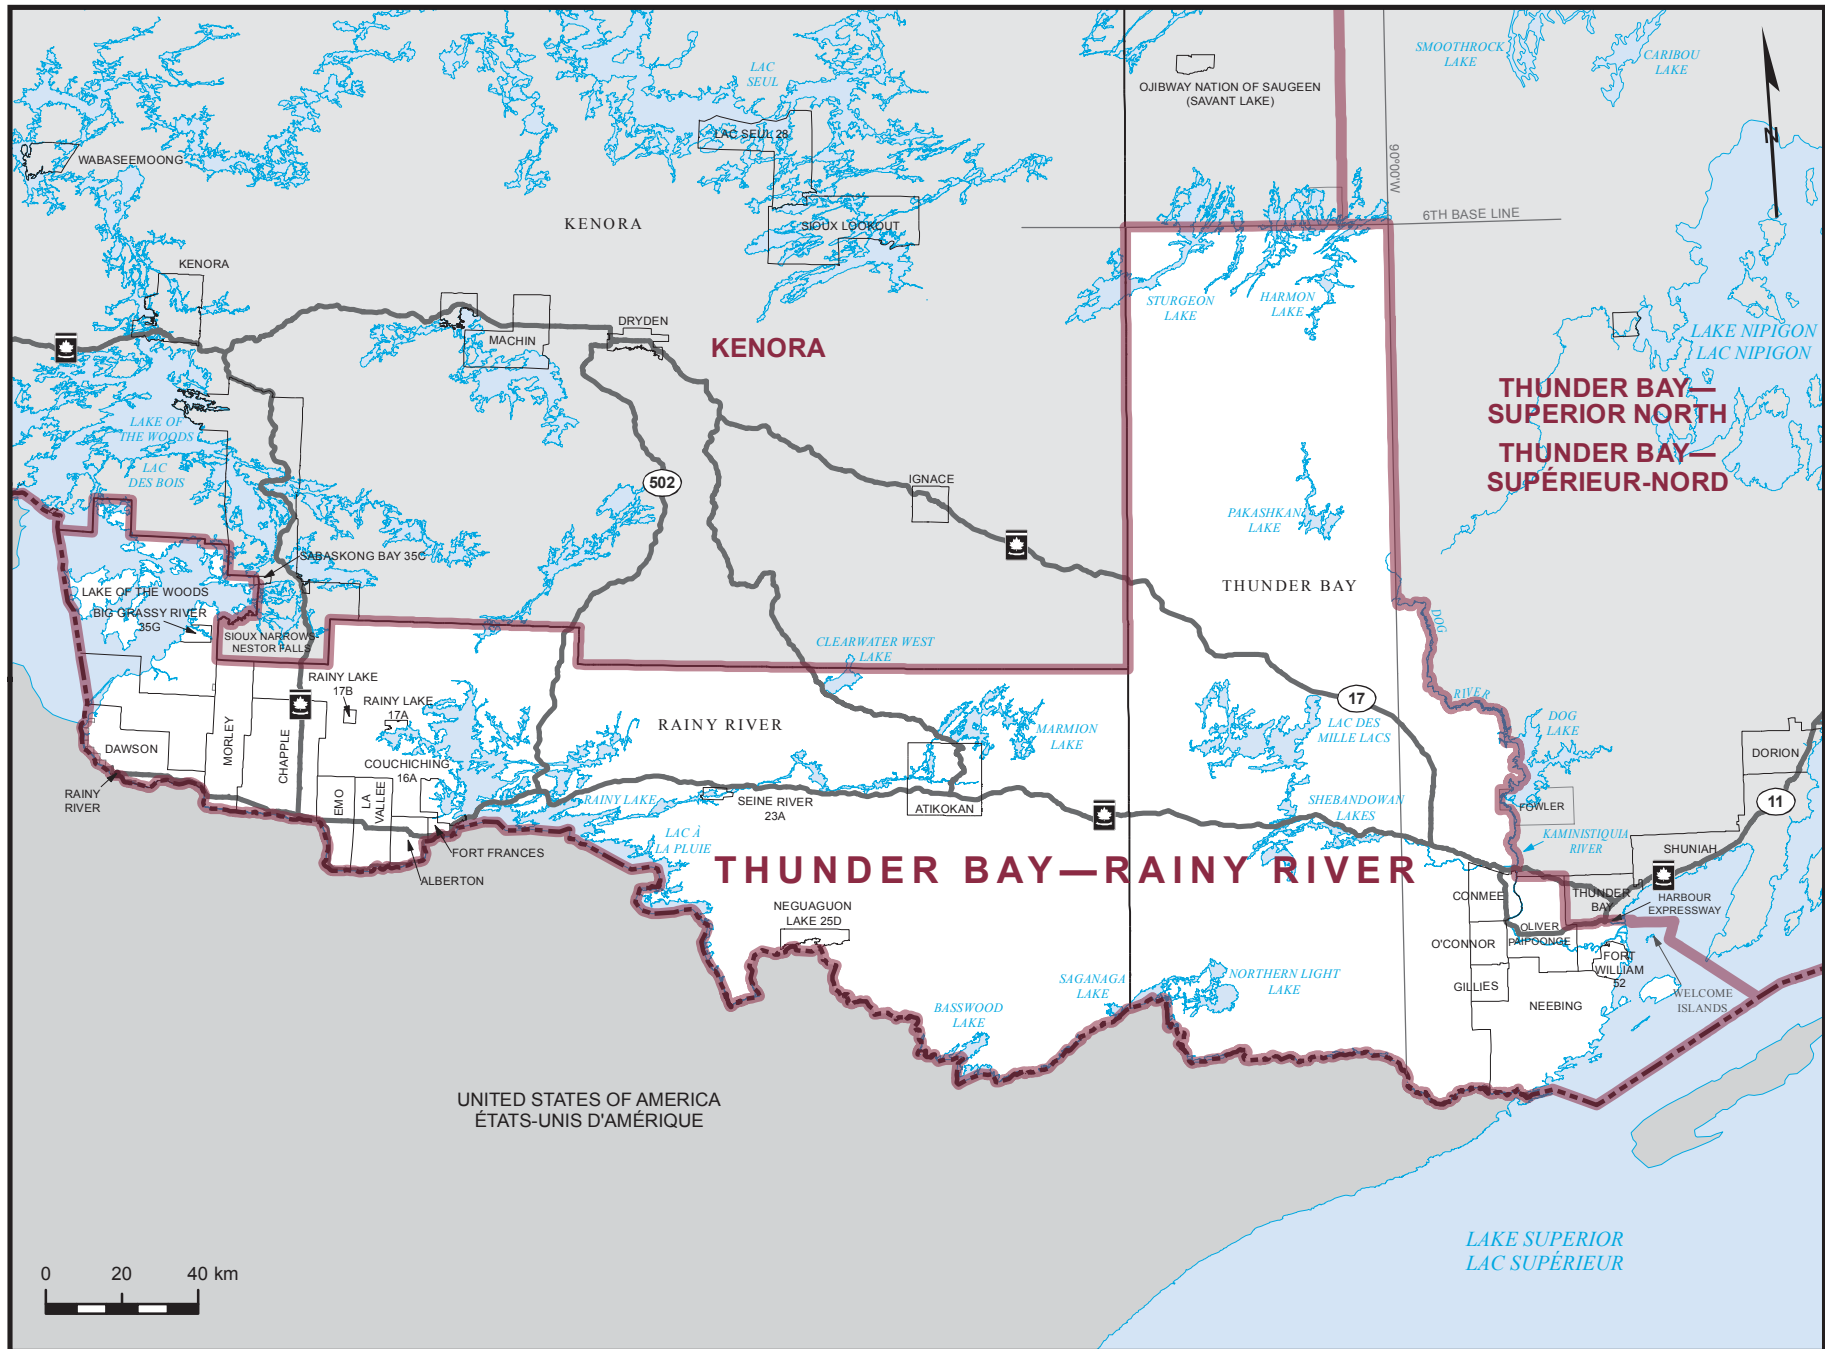 SMOOTHROCK
LAKE
CARIBOU
LAKE
LAC
SEUL
OJIBWAY NATION OF SAUGEEN
(SAVANT LAKE)
N
LAC SEUL 28
WABASEEMOONG
90°00'W
6TH BASE LINE
KENORA
SIOUX LOOKOUT
KENORA
STURGEON
LAKE
HARMON
LAKE
DRYDEN
MACHIN
KENORA
LAKE NIPIGON
LAC NIPIGON
THUNDER BAY—
SUPERIOR NORTH
THUNDER BAY—
SUPÉRIEUR-NORD
LAKE OF
THE WOODS
LAC
DES BOIS
502
IGNACE
PAKASHKAN
LAKE
SABASKONG BAY 35C
LAKE OF THE WOODS
BIG GRASSY RIVER
35G
SIOUX NARROWS-
NESTOR FALLS
THUNDER BAY
DOG
RIVER
CLEARWATER WEST
LAKE
RAINY LAKE
17B
RAINY LAKE
17A
RAINY RIVER
MARMION
LAKE
17
LAC DES
MILLE LACS
DOG
LAKE
DORION
DAWSON
MORLEY
CHAPPLE
COUCHICHING
16A
EMO
LA
VALLEE
RAINY
RIVER
RAINY LAKE
SEINE RIVER
23A
ATIKOKAN
SHEBANDOWAN
LAKES
FOWLER
11
LAC À
LA PLUIE
KAMINISTIQUIA
RIVER
SHUNIAH
FORT FRANCES
ALBERTON
THUNDER BAY—RAINY RIVER
CONMEE
THUNDER
BAY
HARBOUR
EXPRESSWAY
NEGUAGUON
LAKE 25D
OLIVER
PAIPOONGE
O'CONNOR
FORT
WILLIAM
52
GILLIES
NEEBING
WELCOME
ISLANDS
SAGANAGA
LAKE
NORTHERN LIGHT
LAKE
BASSWOOD
LAKE
UNITED STATES OF AMERICA
ÉTATS-UNIS D'AMÉRIQUE
LAKE SUPERIOR
LAC SUPÉRIEUR
0 20 40 km